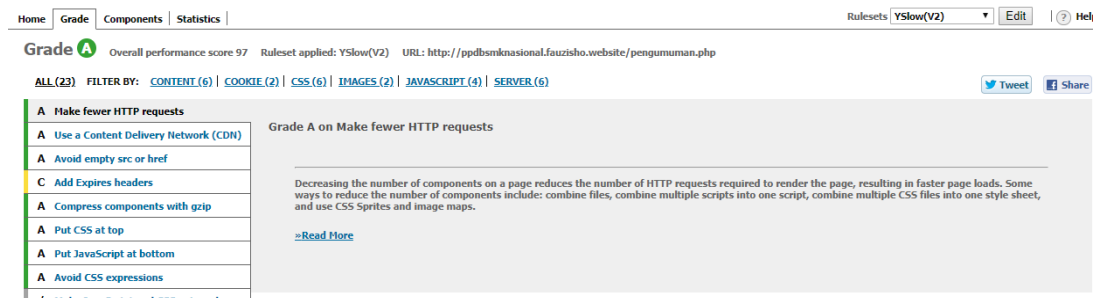 Home Grade Components Statistics Rulesets YSlow(V2) Edit ? Help
Grade A Overall performance score 97 Ruleset applied: YSlow(V2) URL: http://ppdbsmknasional.fauzisho.website/pengumuman.php
ALL (23) FILTER BY: CONTENT (6) | COOKIE (2) | CSS (6) | IMAGES (2) | JAVASCRIPT (4) | SERVER (6)
Tweet Share
A Make fewer HTTP requests
A Use a Content Delivery Network (CDN)
A Avoid empty src or href
C Add Expires headers
A Compress components with gzip
A Put CSS at top
A Put JavaScript at bottom
A Avoid CSS expressions
Grade A on Make fewer HTTP requests
Decreasing the number of components on a page reduces the number of HTTP requests required to render the page, resulting in faster page loads. Some
ways to reduce the number of components include: combine files, combine multiple scripts into one script, combine multiple CSS files into one style sheet,
and use CSS Sprites and image maps.
»Read More